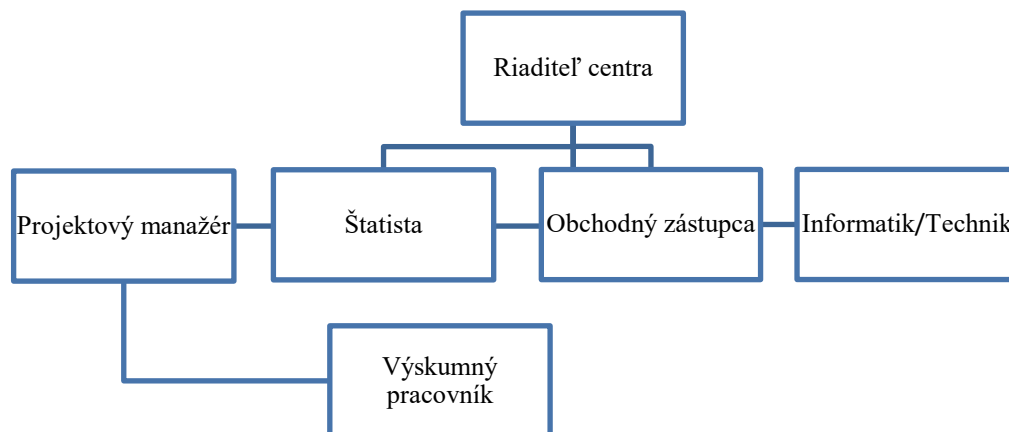 Riaditeľ centra
Projektový manažér
Štatista
Obchodný zástupca
Informatik/Technik
Výskumný
pracovník